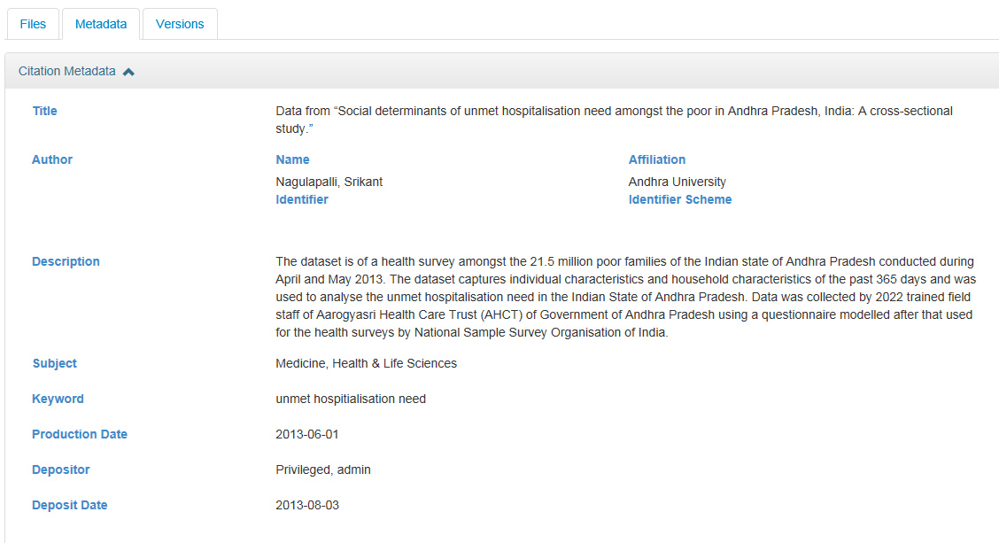 Files Metadata Versions
Citation Metadata
Title Data from “Social determinants of unmet hospitalisation need amongst the poor in Andhra Pradesh, India: A cross-sectional
study.”
Author Name Affiliation
Nagulapalli, Srikant Andhra University
Identifier Identifier Scheme
Description The dataset is of a health survey amongst the 21.5 million poor families of the Indian state of Andhra Pradesh conducted during
April and May 2013. The dataset captures individual characteristics and household characteristics of the past 365 days and was
used to analyse the unmet hospitalisation need in the Indian State of Andhra Pradesh. Data was collected by 2022 trained field
staff of Aarogyasri Health Care Trust (AHCT) of Government of Andhra Pradesh using a questionnaire modelled after that used
for the health surveys by National Sample Survey Organisation of India.
Subject Medicine, Health & Life Sciences
Keyword unmet hospitialisation need
Production Date 2013-06-01
Depositor Privileged, admin
Deposit Date 2013-08-03